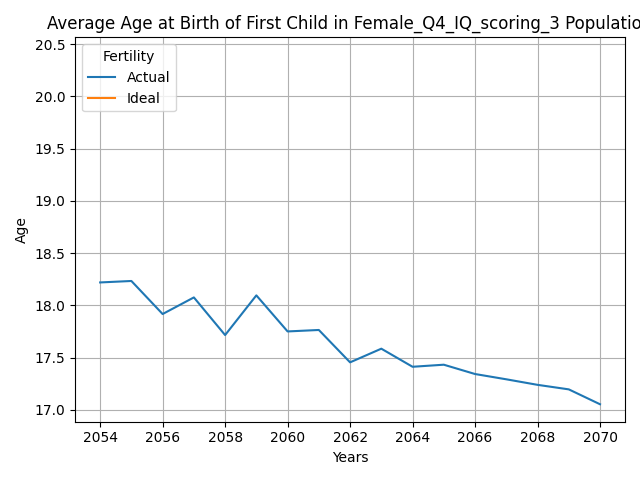 Average Age at Birth of First Child in Female_Q4_IQ_scoring_3 Populatio
20.5
20.0
19.5
19.0
18.5
18.0
17.5
17.0
Age
Fertility
Actual
Ideal
2054 2056 2058 2060 2062 2064 2066 2068 2070
Years